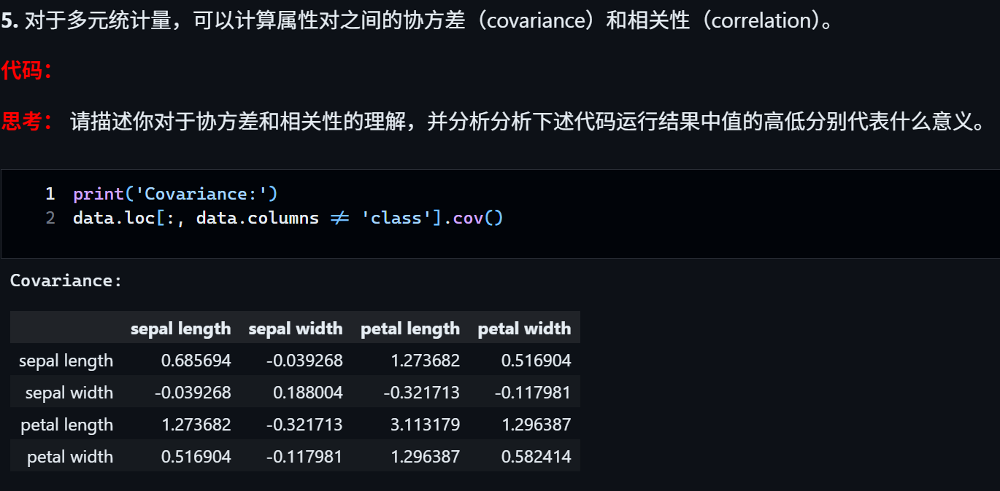 5. 对于多元统计量，可以计算属性对之间的协方差（covariance）和相关性（correlation）。
代码：
思考： 请描述你对于协方差和相关性的理解，并分析分析下述代码运行结果中值的高低分别代表什么意义。
1 print('Covariance:')
2 data.loc[:, data.columns ≠ 'class'].cov()
Covariance:
sepal length sepal width petal length petal width
sepal length 0.685694 -0.039268 1.273682 0.516904
sepal width -0.039268 0.188004 -0.321713 -0.117981
petal length 1.273682 -0.321713 3.113179 1.296387
petal width 0.516904 -0.117981 1.296387 0.582414